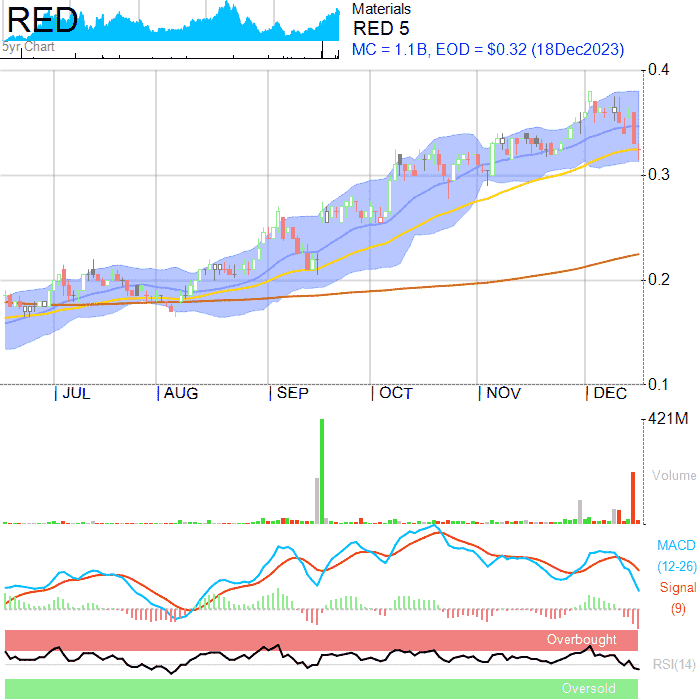 RED
5yr Chart
Materials
RED 5
MC = 1.1B, EOD = $0.32 (18Dec2023)
0.4
0.3
0.2
0.1
JUL AUG SEP OCT NOV DEC
421M
Volume
MACD
(12-26)
Signal
(9)
Overbought
RSI(14)
Oversold